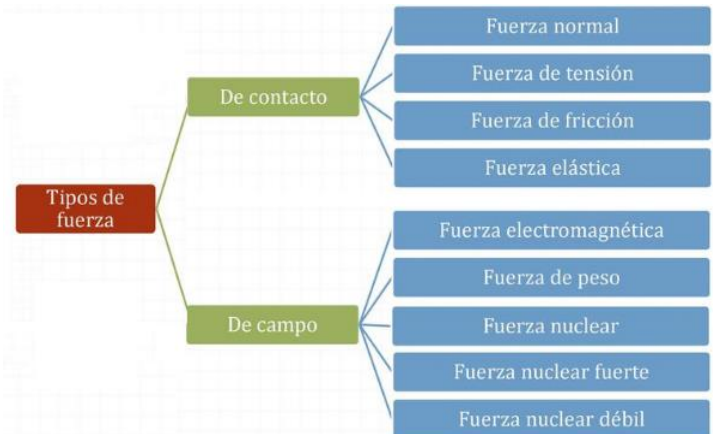 Tipos de
fuerza
De contacto
Fuerza normal
Fuerza de tensión
Fuerza de fricción
Fuerza elástica
De campo
Fuerza electromagnética
Fuerza de peso
Fuerza nuclear
Fuerza nuclear fuerte
Fuerza nuclear débil